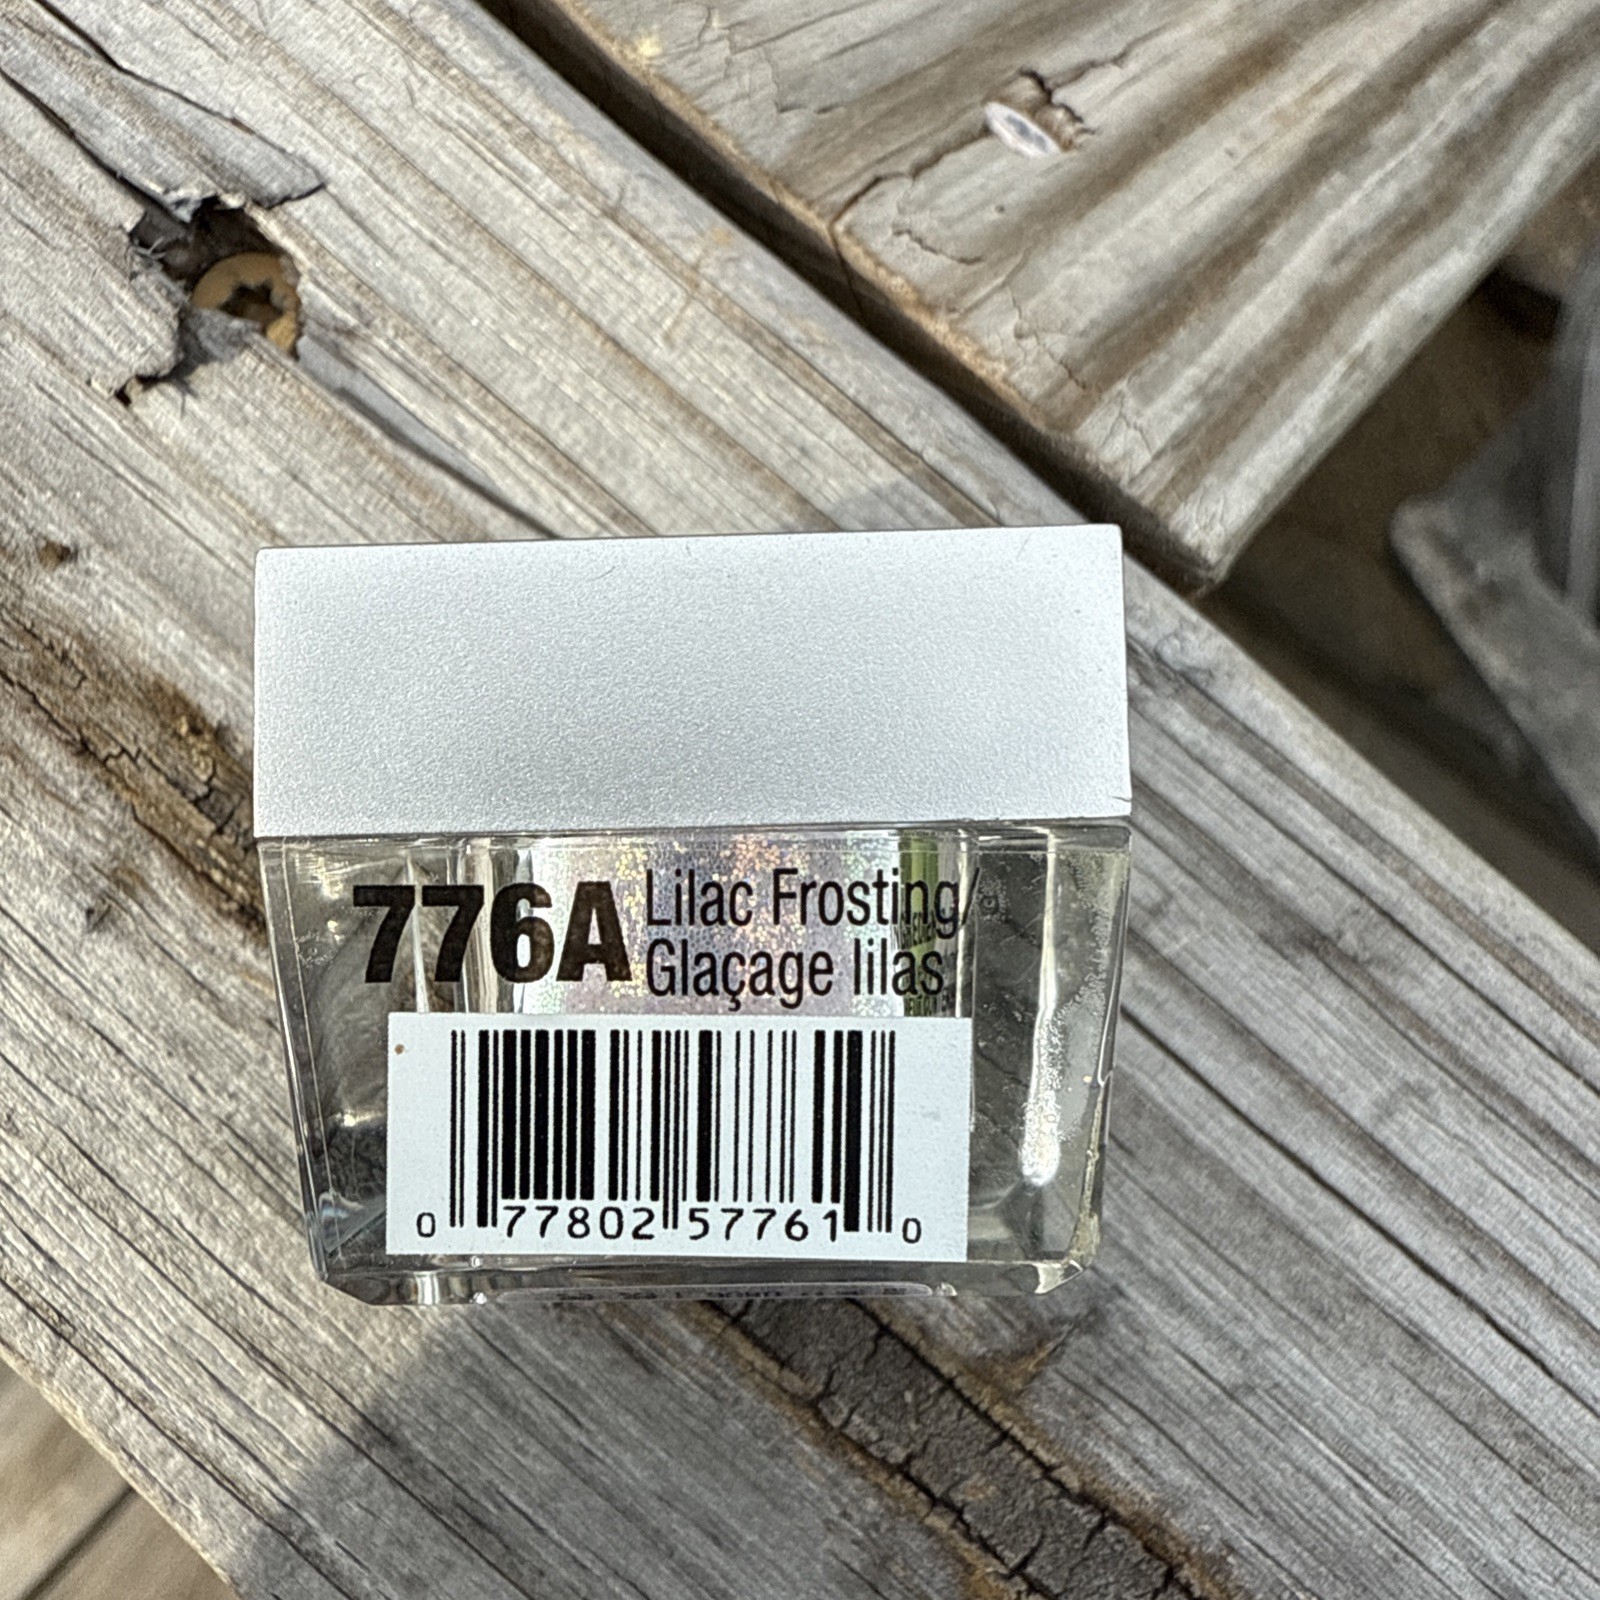 776A Lilac Frosting/
Glaçage lilas
0 77802 57761 0